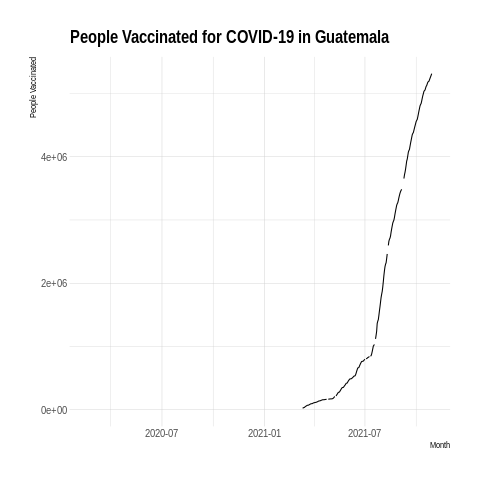 People Vaccinated for COVID-19 in Guatemala
People Vaccinated
4e+06
2e+06
0e+00
2020-07
2021-01
2021-07
Month